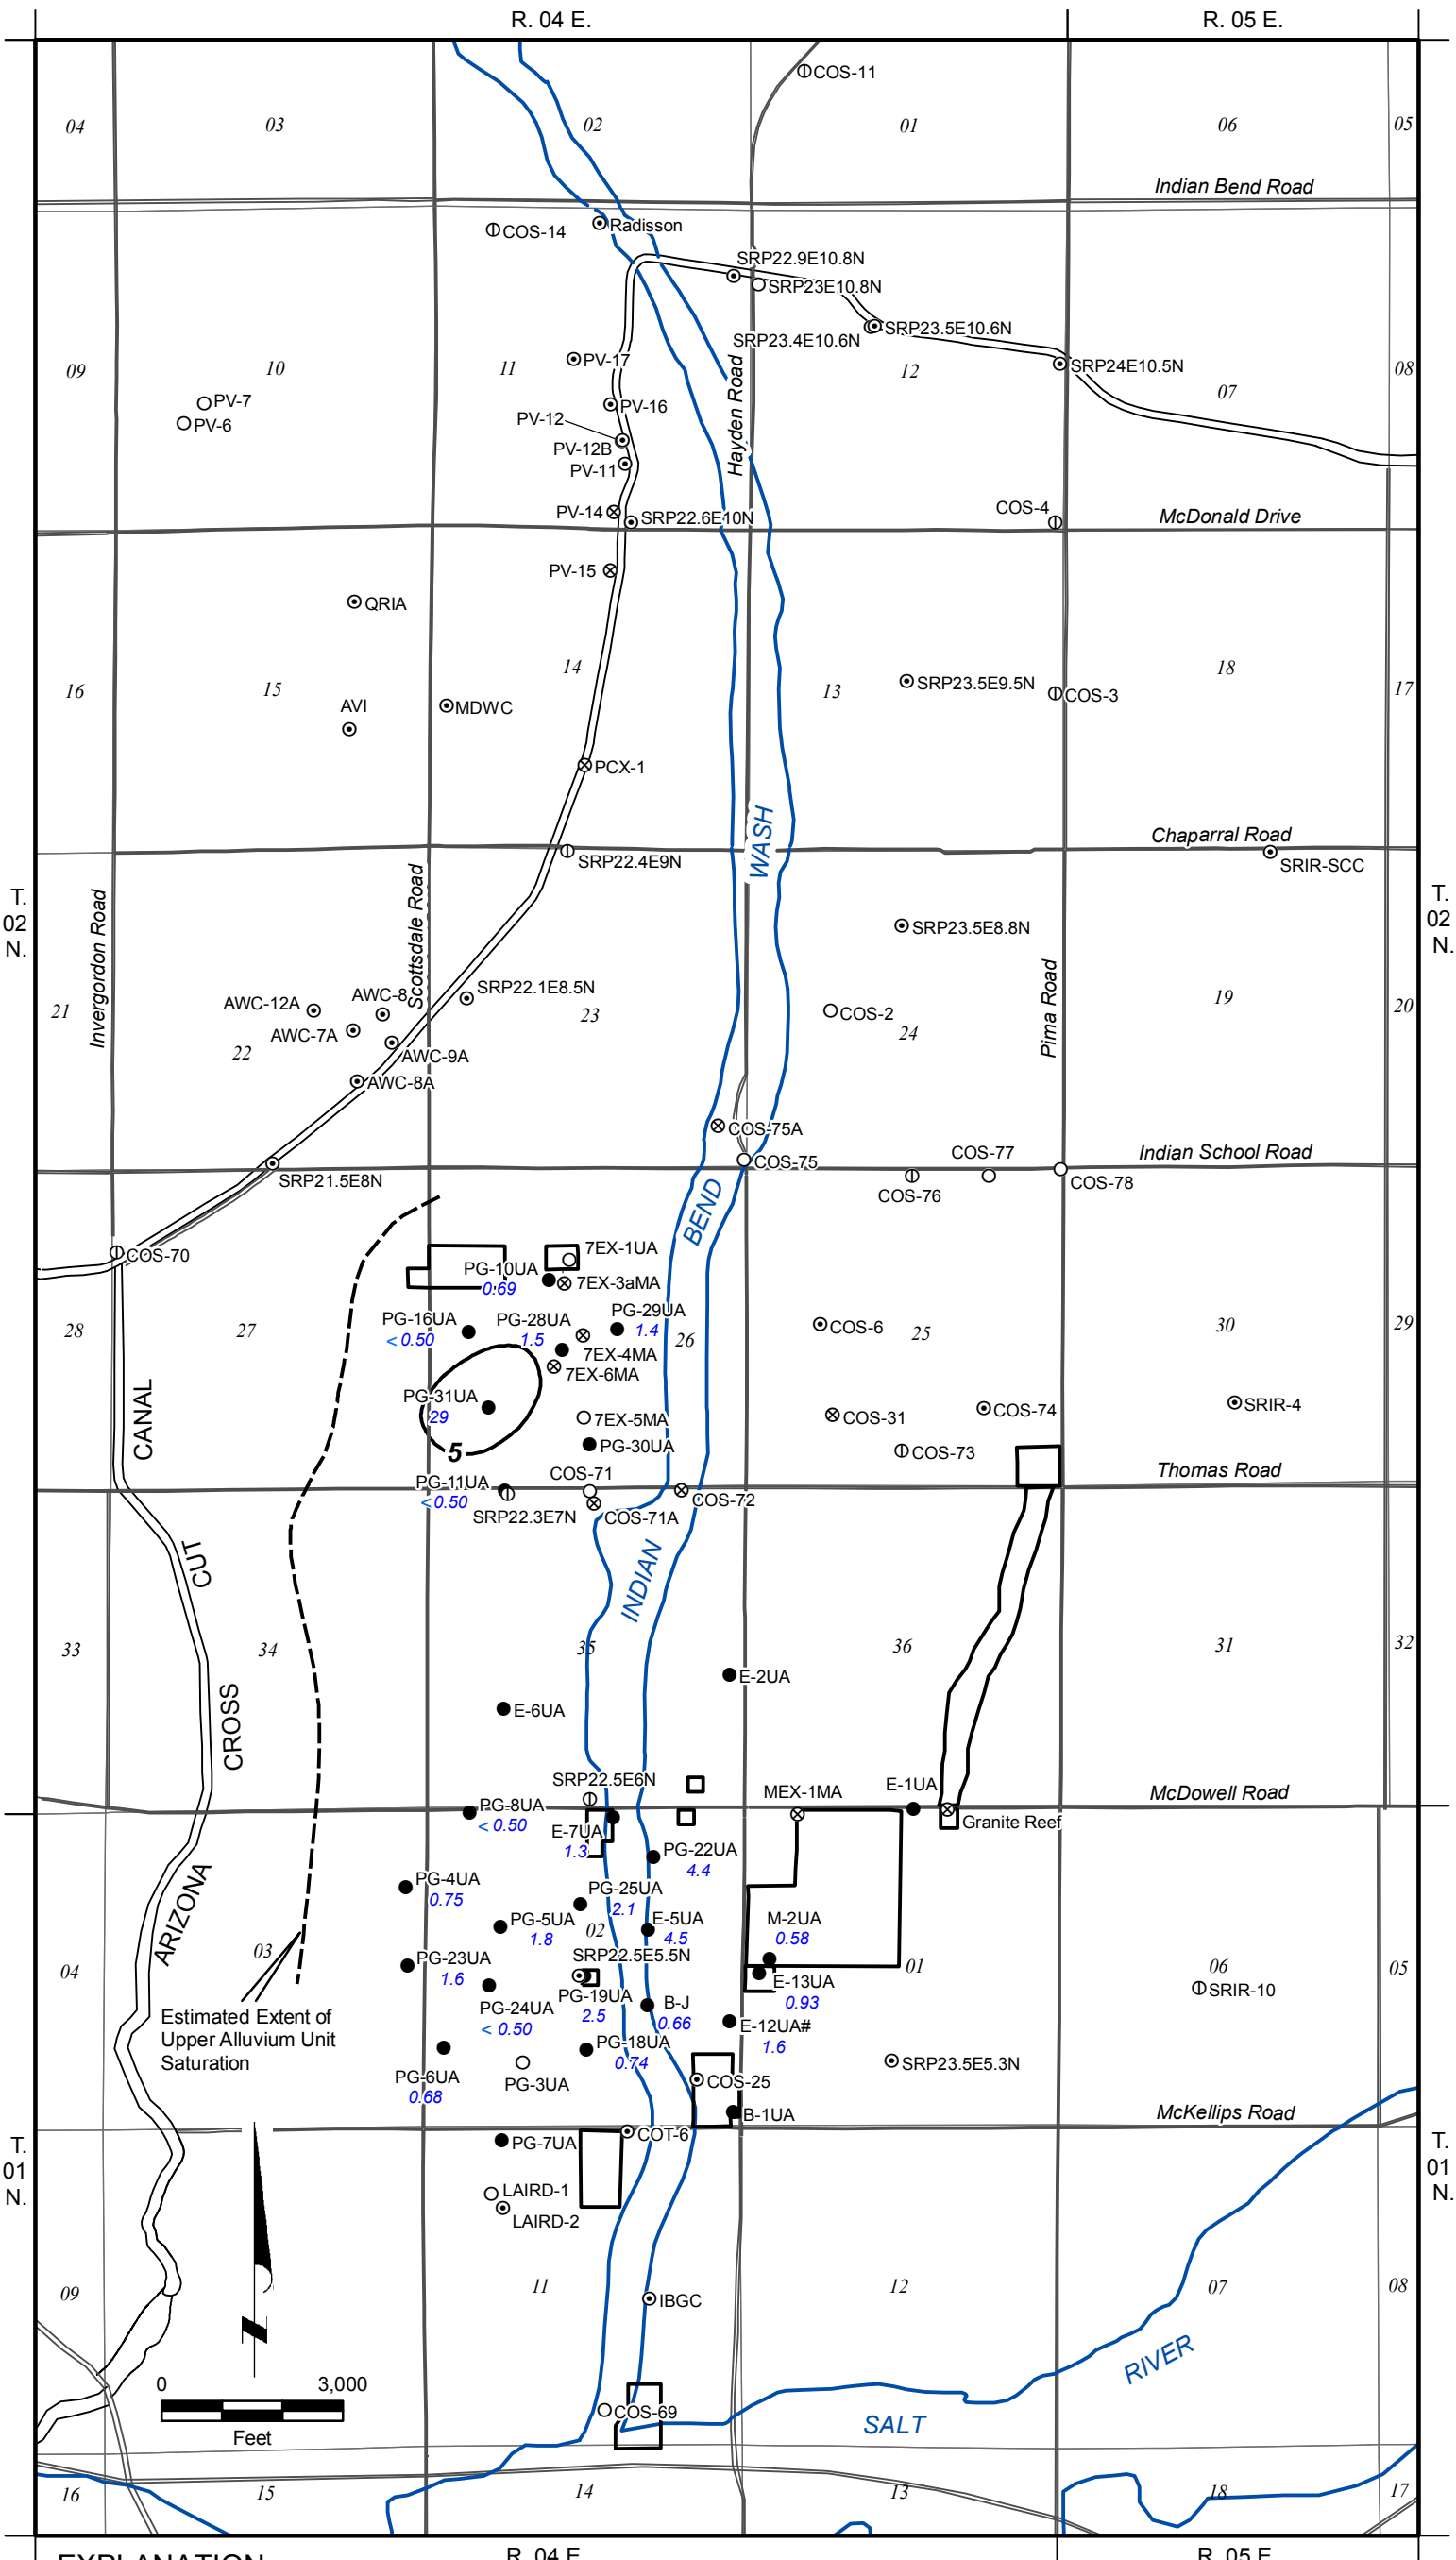 R. 04 E.
R. 05 E.
COS-11
04
03
02
01
06
05
Indian Bend Road
COS-14
Radisson
SRP22.9E10.8N
SRP23E10.8N
SRP23.4E10.6N
SRP23.5E10.6N
SRP24E10.5N
PV-17
09
10
11
12
07
08
Hayden Road
PV-7
PV-6
PV-16
PV-12
PV-12B
PV-11
PV-14
SRP22.6E10N
COS-4
McDonald Drive
PV-15
QRIA
16
15
14
13
18
17
SRP23.5E9.5N
COS-3
AVI
MDWC
PCX-1
WASH
Chaparral Road
SRP22.4E9N
SRIR-SCC
T.
02
N.
T.
02
N.
Invergordon Road
Scottsdale Road
Pima Road
SRP23.5E8.8N
AWC-12A
AWC-8
SRP22.1E8.5N
AWC-7A
AWC-9A
AWC-8A
COS-2
21
22
23
24
19
20
COS-75A
COS-75
COS-77
Indian School Road
SRP21.5E8N
COS-76
COS-78
BEND
COS-70
7EX-1UA
PG-10UA
0.69
7EX-3aMA
PG-16UA
< 0.50
PG-28UA
1.5
PG-29UA
1.4
28
27
26
25
30
29
COS-6
7EX-4MA
7EX-6MA
PG-31UA
29
5
7EX-5MA
PG-30UA
COS-31
COS-74
SRIR-4
COS-73
CANAL
PG-11UA
< 0.50
COS-71
COS-72
Thomas Road
SRP22.3E7N
COS-71A
CUT
INDIAN
33
34
35
36
31
32
E-2UA
E-6UA
CROSS
SRP22.5E6N
MEX-1MA
E-1UA
McDowell Road
Granite Reef
PG-8UA
< 0.50
E-7UA
1.3
PG-22UA
4.4
ARIZONA
PG-4UA
0.75
PG-25UA
2.1
PG-5UA
1.8
02
E-5UA
4.5
M-2UA
0.58
03
04
01
06
05
PG-23UA
1.6
SRP22.5E5.5N
PG-24UA
< 0.50
PG-19UA
2.5
B-J
0.66
E-13UA
0.93
SRIR-10
Estimated Extent of
Upper Alluvium Unit
Saturation
E-12UA#
1.6
PG-18UA
0.74
PG-6UA
0.68
PG-3UA
SRP23.5E5.3N
COS-25
B-1UA
McKellips Road
COT-6
PG-7UA
T.
01
N.
T.
01
N.
LAIRD-1
LAIRD-2
09
11
12
07
08
IBGC
RIVER
0
3,000
Feet
COS-69
SALT
16
15
14
13
18
17
EXPLANATION
R. 04 E.
R. 05 E.